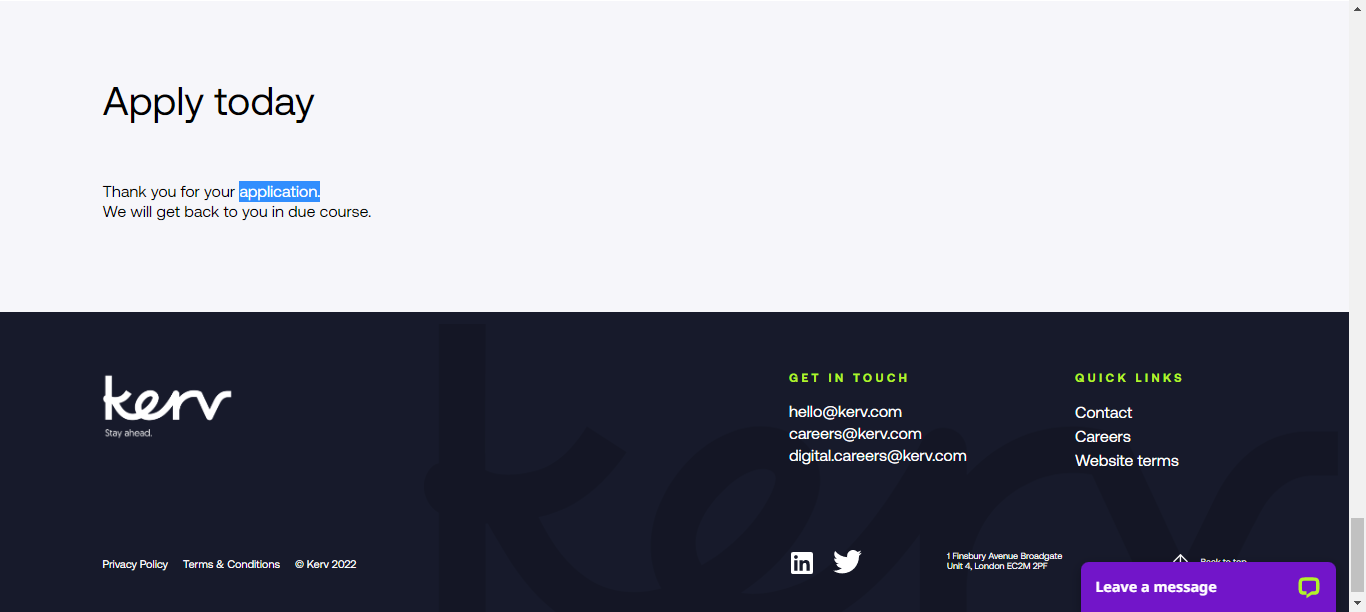 Apply today
Thank you for your application.
We will get back to you in due course.
kerv
Stay ahead.
GET IN TOUCH
hello@kerv.com
careers@kerv.com
digital.careers@kerv.com
QUICK LINKS
Contact
Careers
Website terms
Privacy Policy Terms & Conditions © Kerv 2022
1 Finsbury Avenue Broadgate
Unit 4, London EC2M 2PF
Back to top
Leave a message